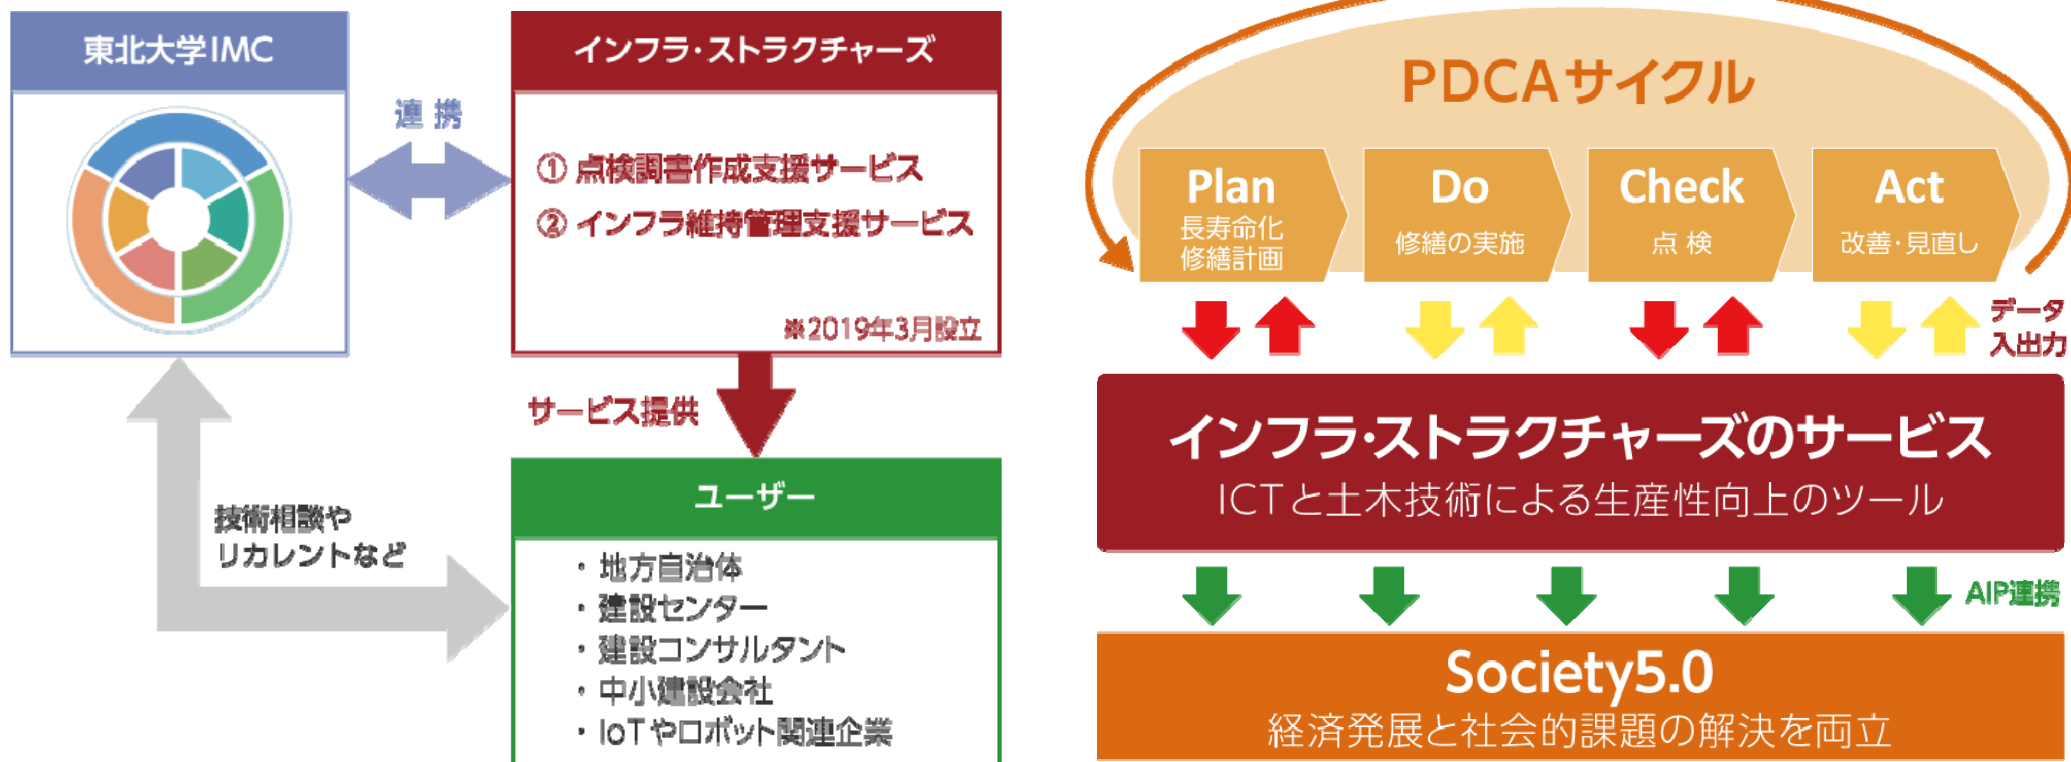 東北大学IMC
連携
インフラ・ストラクチャーズ
① 点検調書作成支援サービス
② インフラ維持管理支援サービス
※2019年3月設立
サービス提供
技術相談や
リカレントなど
ユーザー
・地方自治体
・建設センター
・建設コンサルタント
・中小建設会社
・IoTやロボット関連企業
PDCAサイクル
Plan
長寿命化
修繕計画
Do
修繕の実施
Check
点検
Act
改善・見直し
データ
入出力
インフラ・ストラクチャーズのサービス
ICTと土木技術による生産性向上のツール
AIP連携
Society5.0
経済発展と社会的課題の解決を両立